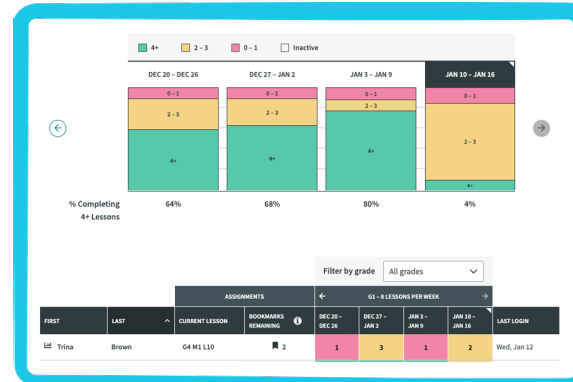 4+ 2 – 3 0 – 1 Inactive
DEC 20 – DEC 26 DEC 27 – JAN 2 JAN 3 – JAN 9 JAN 10 – JAN 16
0 – 1 0 – 1 0 – 1 0 – 1
2 – 3 2 – 3 2 – 3 2 – 3
4+ 4+ 4+ 4+
% Completing 64% 68% 80% 4%
4+ Lessons
Filter by grade All grades
ASSIGNMENTS G1 – 8 LESSONS PER WEEK
FIRST LAST CURRENT LESSON BOOKMARKS REMAINING DEC 20 – DEC 26 DEC 27 – JAN 2 JAN 3 – JAN 9 JAN 10 – JAN 16 LAST LOGIN
Trina Brown G4 M1 L10 2 1 3 1 2 Wed, Jan 12